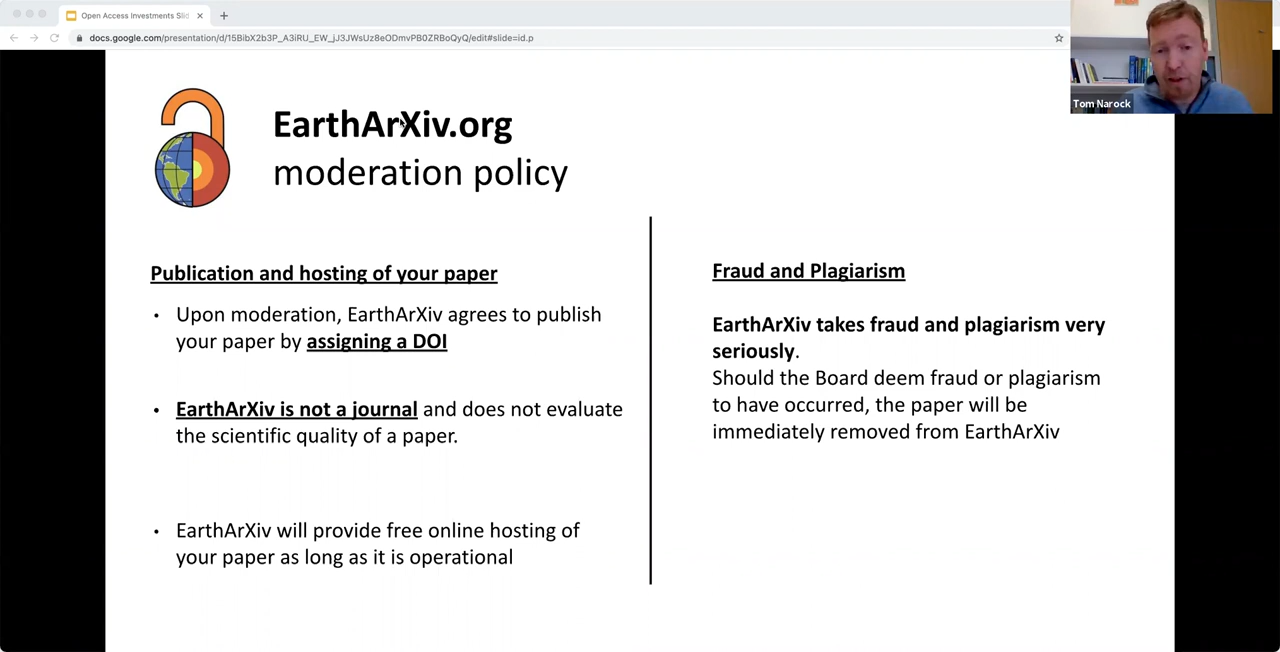 Open Access Investments Slid
docs.google.com/presentation/d/15BibX2b3P_A3iRU_EW_jJ3JWsUz8eODmvPB0ZRBoQyQ/edit#slide=id.p
Tom Narock
EarthArXiv.org
moderation policy
Publication and hosting of your paper
• Upon moderation, EarthArXiv agrees to publish
your paper by assigning a DOI
• EarthArXiv is not a journal and does not evaluate
the scientific quality of a paper.
• EarthArXiv will provide free online hosting of
your paper as long as it is operational
Fraud and Plagiarism
EarthArXiv takes fraud and plagiarism very
seriously.
Should the Board deem fraud or plagiarism
to have occurred, the paper will be
immediately removed from EarthArXiv